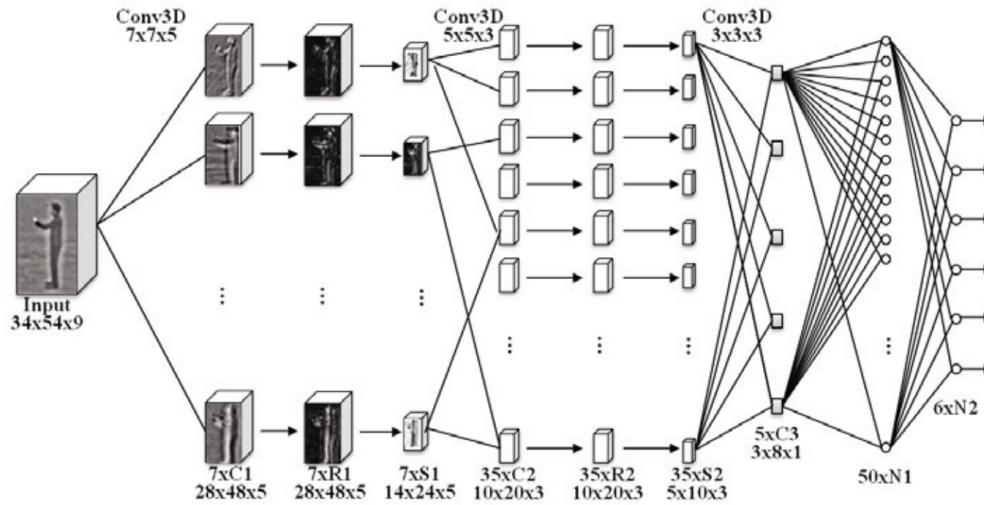 Conv3D
7x7x5
Conv3D
5x5x3
Conv3D
3x3x3
Input
34x54x9
7xC1
28x48x5
7xR1
28x48x5
7xS1
14x24x5
35xC2
10x20x3
35xR2
10x20x3
35xS2
5x10x3
5xC3
3x8x1
50xN1
6xN2